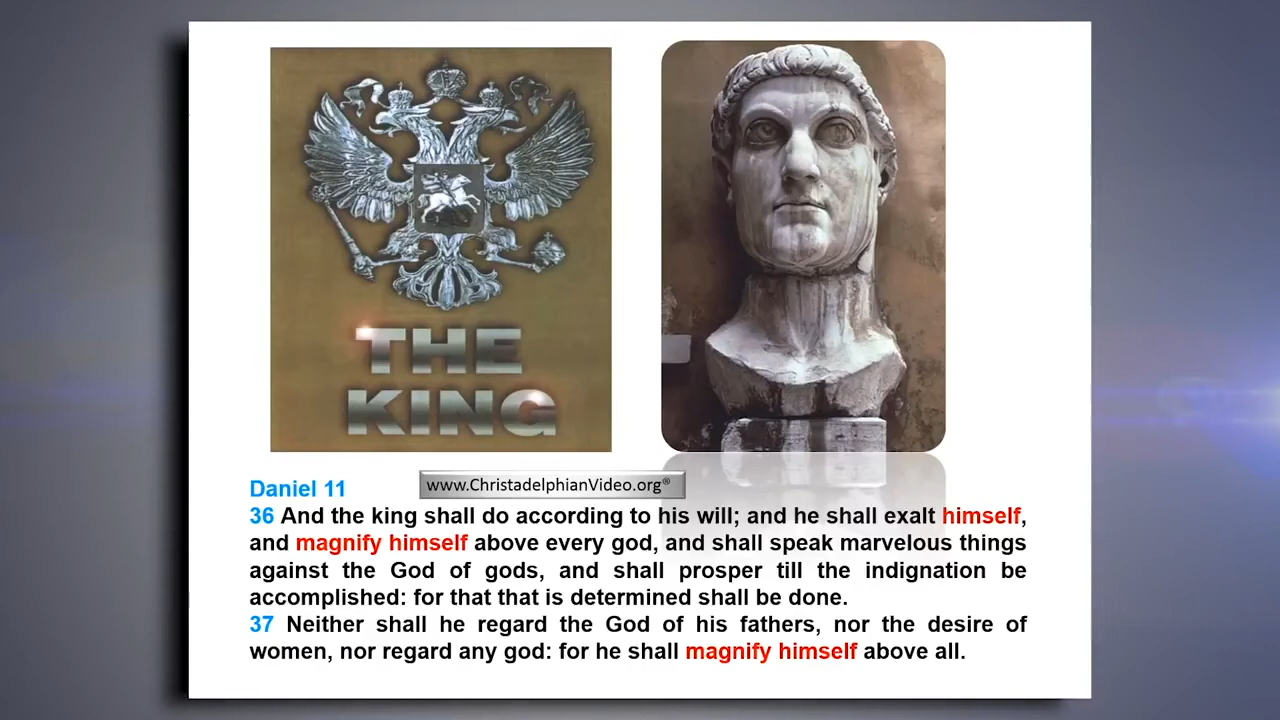 THE
KING
Daniel 11
www.ChristadelphianVideo.org®
36 And the king shall do according to his will; and he shall exalt himself,
and magnify himself above every god, and shall speak marvelous things
against the God of gods, and shall prosper till the indignation be
accomplished: for that that is determined shall be done.
37 Neither shall he regard the God of his fathers, nor the desire of
women, nor regard any god: for he shall magnify himself above all.